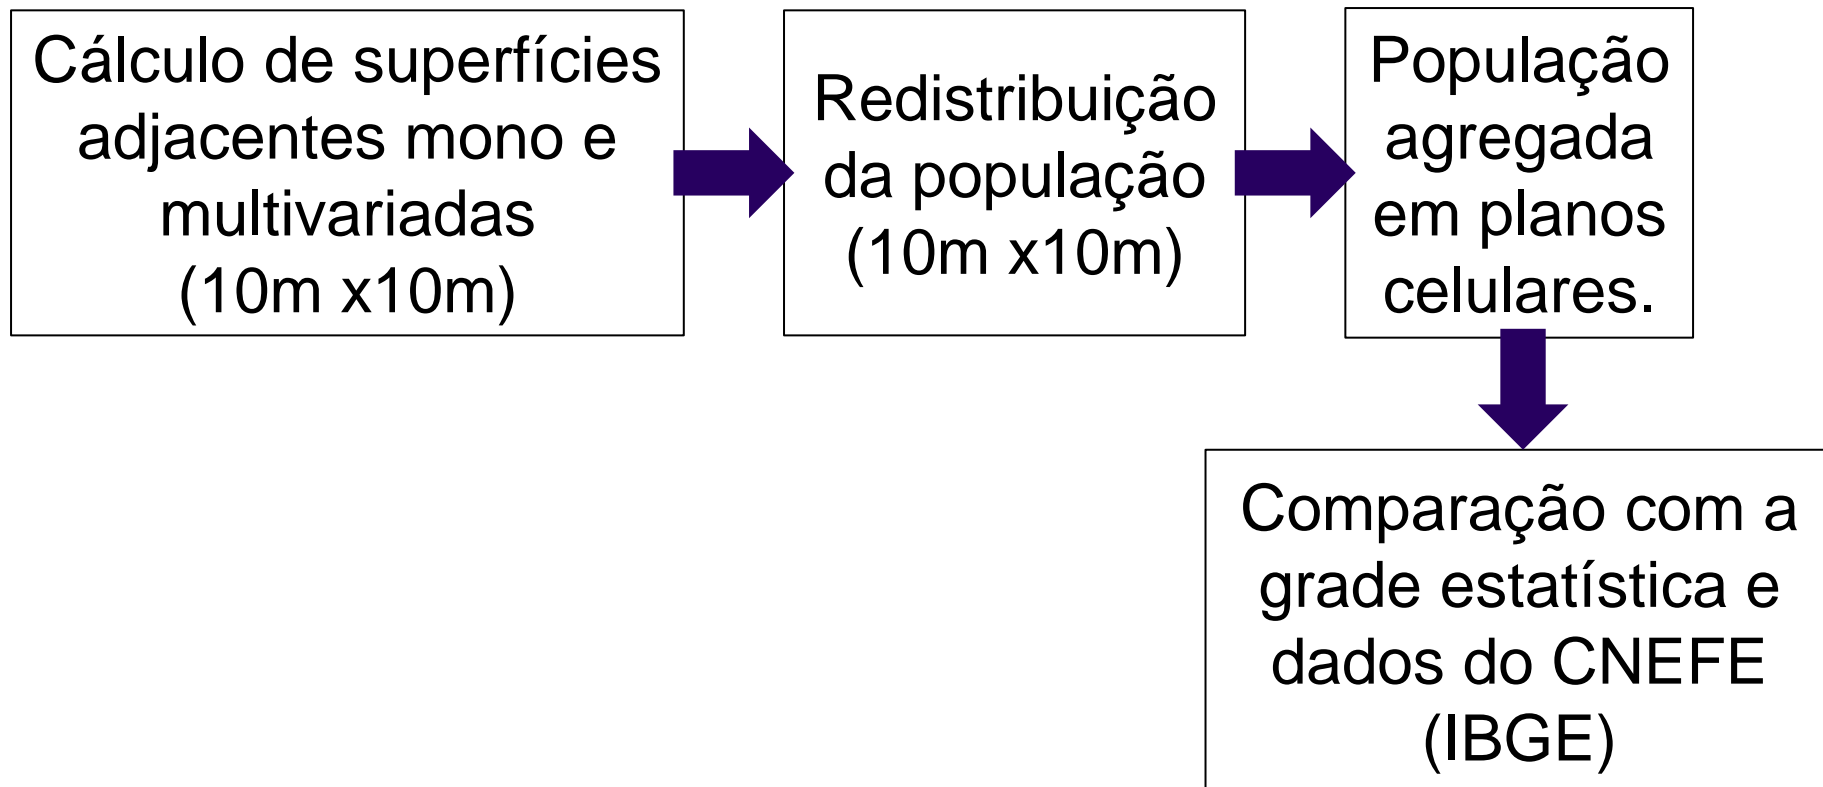 Cálculo de superfícies
adjacentes mono e
multivariadas
(10m x10m)
Redistribuição
da população
(10m x10m)
População
agregada
em planos
celulares.
Comparação com a
grade estatística e
dados do CNEFE
(IBGE)